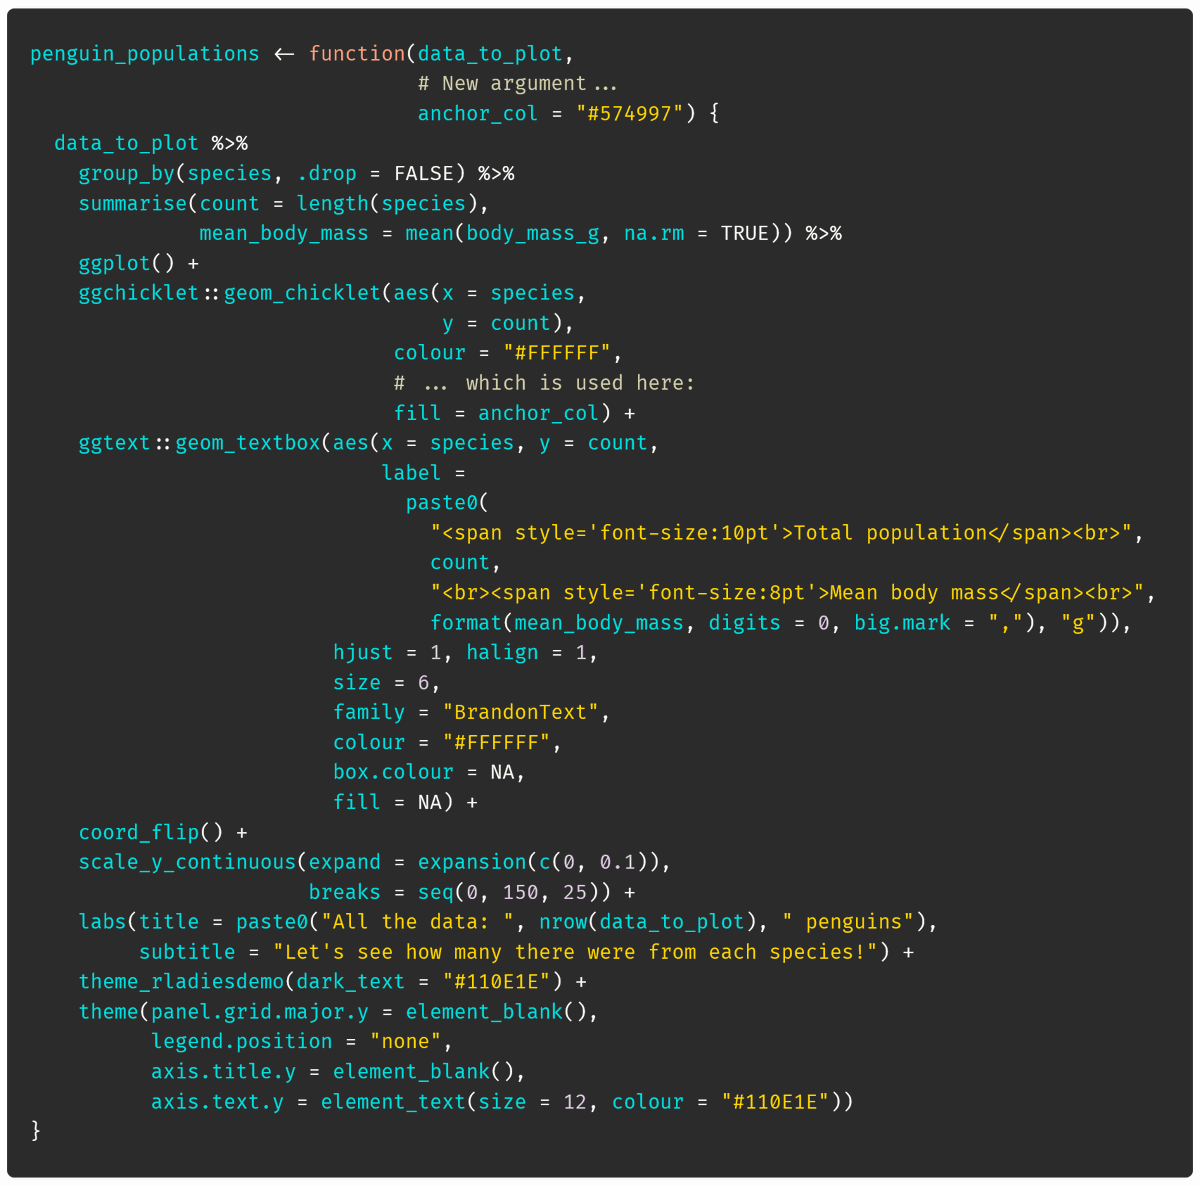 penguin_populations <- function(data_to_plot,
                                # New argument...
                                anchor_col = "#574997") {
  data_to_plot %>%
    group_by(species, .drop = FALSE) %>%
    summarise(count = length(species),
              mean_body_mass = mean(body_mass_g, na.rm = TRUE)) %>%
    ggplot() +
    ggchicklet::geom_chicklet(aes(x = species,
                                  y = count),
                              colour = "#FFFFFF",
                              # ... which is used here:
                              fill = anchor_col) +
    ggtext::geom_textbox(aes(x = species, y = count,
                             label =
                               paste0(
                                 "<span style='font-size:10pt'>Total population</span><br>",
                                 count,
                                 "<br><span style='font-size:8pt'>Mean body mass</span><br>",
                                 format(mean_body_mass, digits = 0, big.mark = ","), "g")),
                         hjust = 1, halign = 1,
                         size = 6,
                         family = "BrandonText",
                         colour = "#FFFFFF",
                         box.colour = NA,
                         fill = NA) +
    coord_flip() +
    scale_y_continuous(expand = expansion(c(0, 0.1)),
                       breaks = seq(0, 150, 25)) +
    labs(title = paste0("All the data: ", nrow(data_to_plot), " penguins"),
         subtitle = "Let's see how many there were from each species!") +
    theme_rladiesdemo(dark_text = "#110E1E") +
    theme(panel.grid.major.y = element_blank(),
          legend.position = "none",
          axis.title.y = element_blank(),
          axis.text.y = element_text(size = 12, colour = "#110E1E"))
}